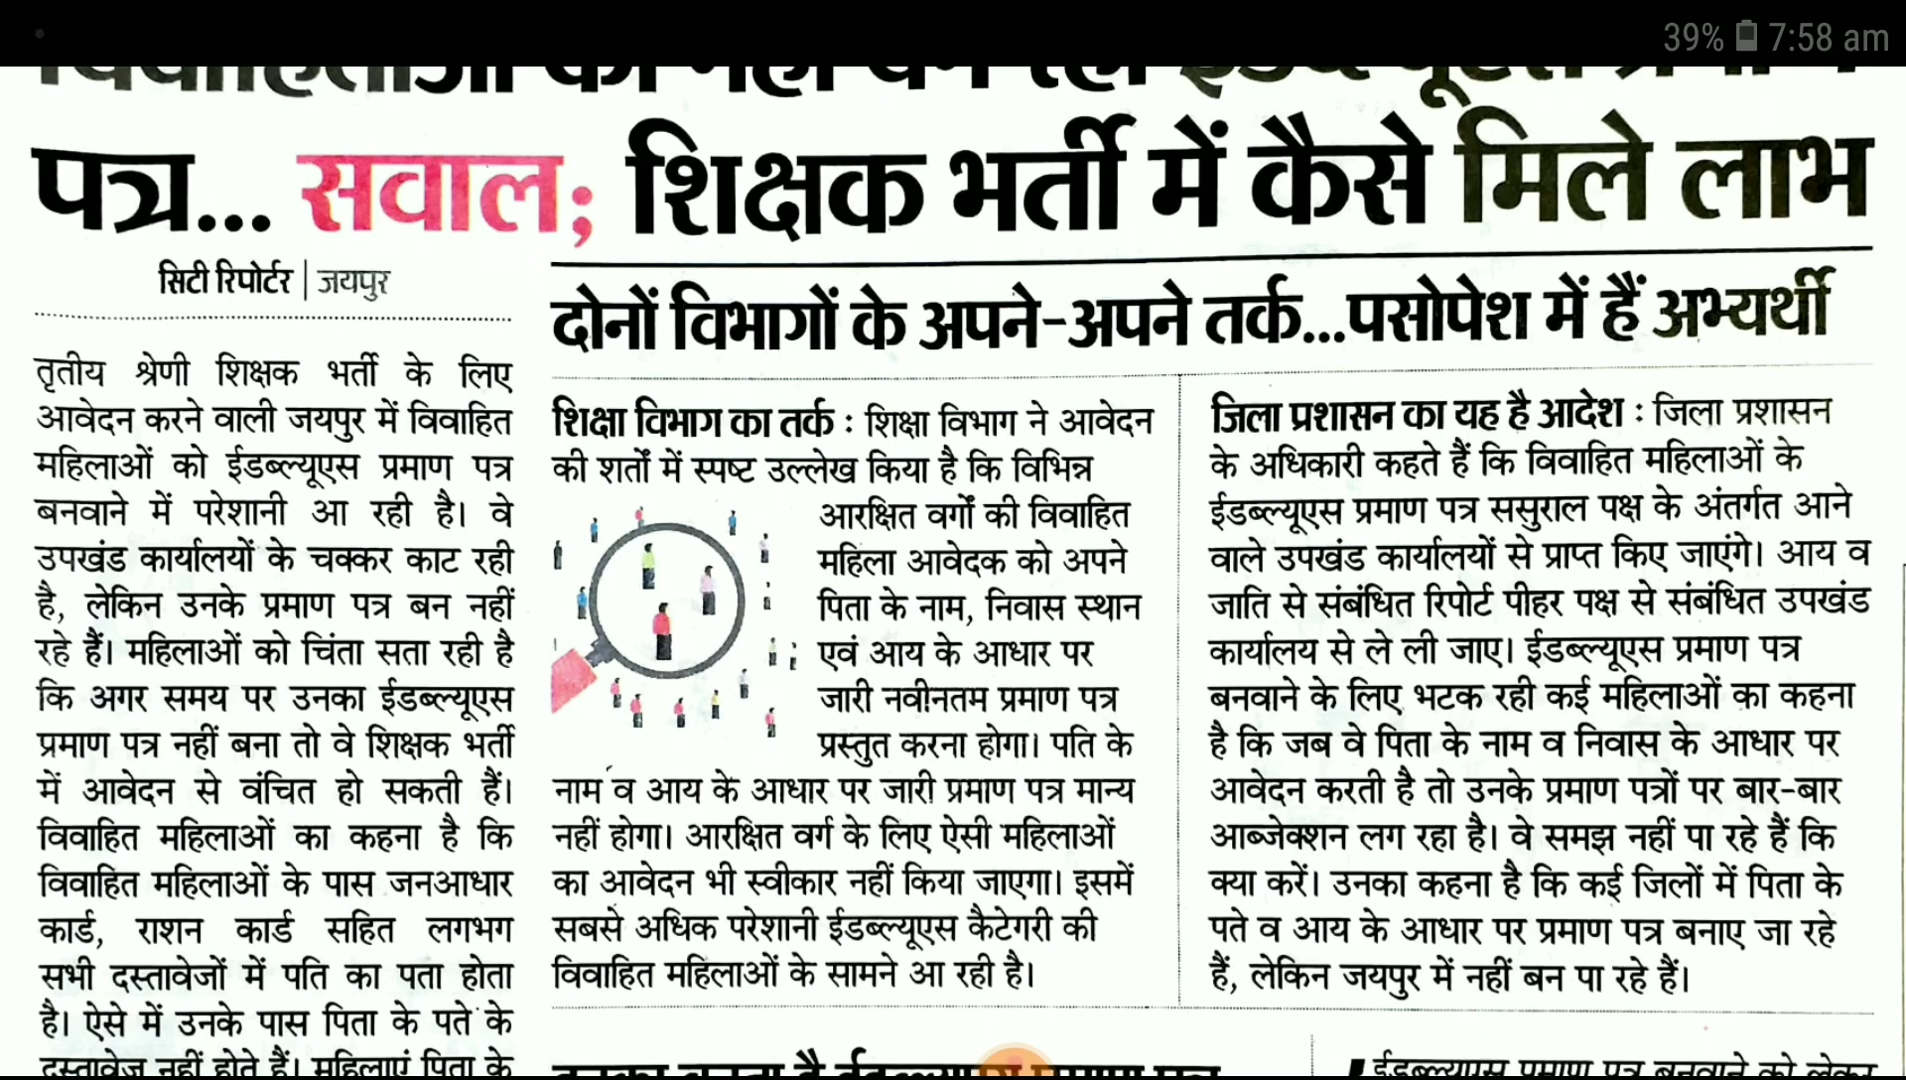 39% 7:58 am
पत्र... सवाल; शिक्षक भर्ती में कैसे मिले लाभ
सिटी रिपोर्टर | जयपुर
तृतीय श्रेणी शिक्षक भर्ती के लिए
आवेदन करने वाली जयपुर में विवाहित
महिलाओं को ईडब्ल्यूएस प्रमाण पत्र
बनवाने में परेशानी आ रही है। वे
उपखंड कार्यालयों के चक्कर काट रही
है, लेकिन उनके प्रमाण पत्र बन नहीं
रहे हैं। महिलाओं को चिंता सता रही है
कि अगर समय पर उनका ईडब्ल्यूएस
प्रमाण पत्र नहीं बना तो वे शिक्षक भर्ती
में आवेदन से वंचित हो सकती हैं।
विवाहित महिलाओं का कहना है कि
विवाहित महिलाओं के पास जनआधार
कार्ड, राशन कार्ड सहित लगभग
सभी दस्तावेजों में पति का पता होता
है। ऐसे में उनके पास पिता के पते के
दस्तावेज नहीं होते हैं। महिलाएं पिता के
दोनों विभागों के अपने-अपने तर्क...पसोपेश में हैं अभ्यर्थी
शिक्षा विभाग का तर्क : शिक्षा विभाग ने आवेदन
की शर्तों में स्पष्ट उल्लेख किया है कि विभिन्न
आरक्षित वर्गों की विवाहित
महिला आवेदक को अपने
पिता के नाम, निवास स्थान
एवं आय के आधार पर
जारी नवीनतम प्रमाण पत्र
प्रस्तुत करना होगा। पति के
नाम व आय के आधार पर जारी प्रमाण पत्र मान्य
नहीं होगा। आरक्षित वर्ग के लिए ऐसी महिलाओं
का आवेदन भी स्वीकार नहीं किया जाएगा। इसमें
सबसे अधिक परेशानी ईडब्ल्यूएस कैटेगरी की
विवाहित महिलाओं के सामने आ रही है।
जिला प्रशासन का यह है आदेश : जिला प्रशासन
के अधिकारी कहते हैं कि विवाहित महिलाओं के
ईडब्ल्यूएस प्रमाण पत्र ससुराल पक्ष के अंतर्गत आने
वाले उपखंड कार्यालयों से प्राप्त किए जाएंगे। आय व
जाति से संबंधित रिपोर्ट पीहर पक्ष से संबंधित उपखंड
कार्यालय से ले ली जाए। ईडब्ल्यूएस प्रमाण पत्र
बनवाने के लिए भटक रही कई महिलाओं का कहना
है कि जब वे पिता के नाम व निवास के आधार पर
आवेदन करती है तो उनके प्रमाण पत्रों पर बार-बार
आब्जेक्शन लग रहा है। वे समझ नहीं पा रहे हैं कि
क्या करें। उनका कहना है कि कई जिलों में पिता के
पते व आय के आधार पर प्रमाण पत्र बनाए जा रहे
हैं, लेकिन जयपुर में नहीं बन पा रहे हैं।
ईडब्ल्यूएस प्रमाण पत्र बनवाने को लेकर